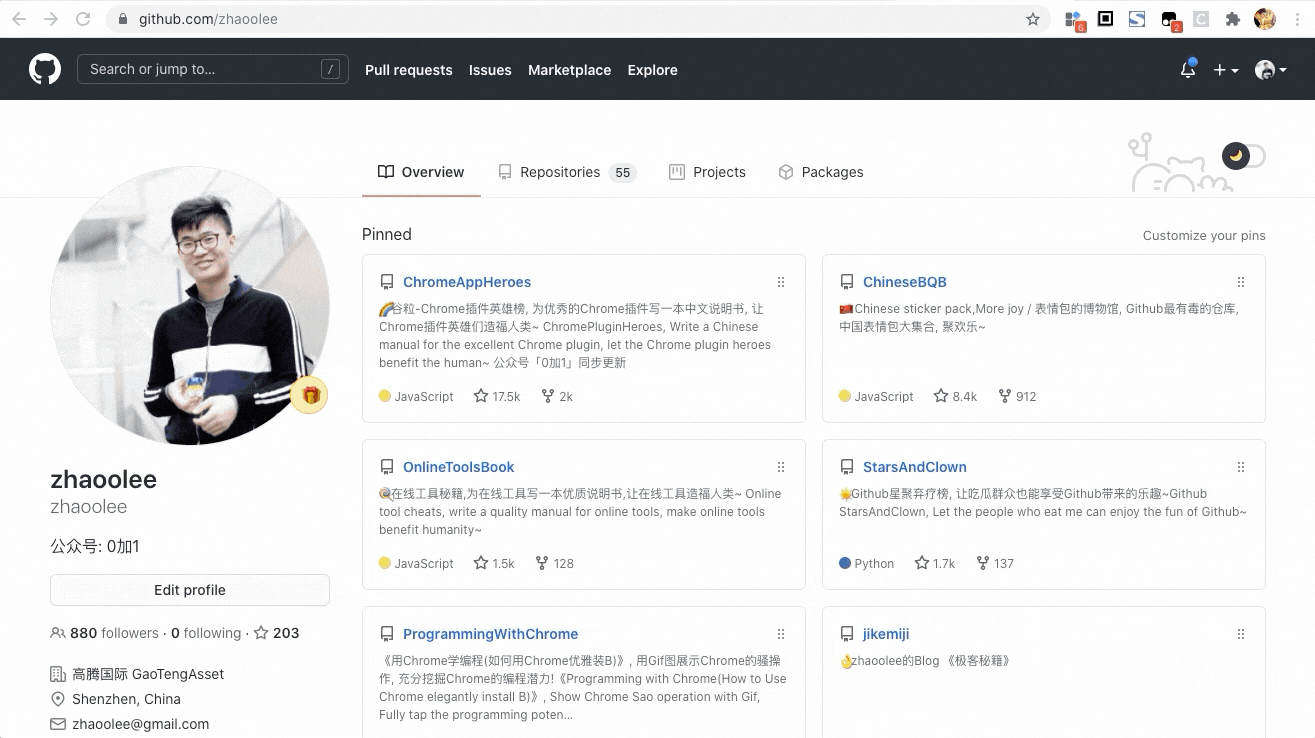 github.com/zhaoolee
6
2
Search or jump to...
/
Pull requests
Issues
Marketplace
Explore
Overview
Repositories 55
Projects
Packages
zhaoolee
zhaoolee
公众号: 0加1
Edit profile
880 followers · 0 following · 203
高腾国际 GaoTengAsset
Shenzhen, China
zhaoolee@gmail.com
Pinned
Customize your pins
ChromeAppHeroes
🌈谷粒-Chrome插件英雄榜, 为优秀的Chrome插件写一本中文说明书, 让
Chrome插件英雄们造福人类~ ChromePluginHeroes, Write a Chinese
manual for the excellent Chrome plugin, let the Chrome plugin heroes
benefit the human~ 公众号「0加1」同步更新
JavaScript 17.5k 2k
ChineseBQB
🇨🇳Chinese sticker pack,More joy / 表情包的博物馆, Github最有毒的仓库,
中国表情包大集合, 聚欢乐~
JavaScript 8.4k 912
OnlineToolsBook
🍭在线工具秘籍,为在线工具写一本优质说明书,让在线工具造福人类~ Online
tool cheats, write a quality manual for online tools, make online tools
benefit humanity~
JavaScript 1.5k 128
StarsAndClown
☀️Github星聚弃疗榜, 让吃瓜群众也能享受Github带来的乐趣~Github
StarsAndClown, Let the people who eat me can enjoy the fun of Github~
Python 1.7k 137
ProgrammingWithChrome
《用Chrome学编程(如何用Chrome优雅装B)》, 用Gif图展示Chrome的骚操
作, 充分挖掘Chrome的编程潜力!《Programming with Chrome(How to Use
Chrome elegantly install B)》, Show Chrome Sao operation with Gif,
Fully tap the programming poten...
jikemiji
👌zhaoolee的Blog 《极客秘籍》